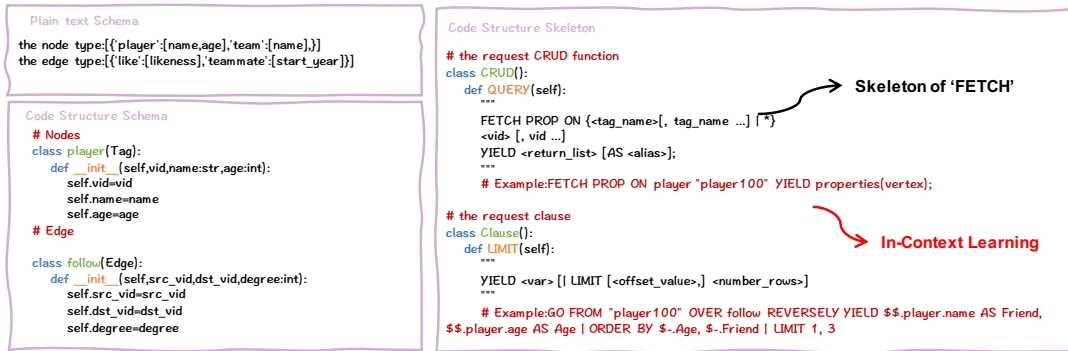 Plain text Schema
the node type:[{'player':[name,age],'team':[name],}]
the edge type:[{'like':[likeness],'teammate':[start_year]}]
Code Structure Schema
# Nodes
class player(Tag):
def __init__(self,vid,name:str,age:int):
self.vid=vid
self.name=name
self.age=age
# Edge
class follow(Edge):
def __init__(self,src_vid,dst_vid,degree:int):
self.src_vid=src_vid
self.dst_vid=dst_vid
self.degree=degree
Code Structure Skeleton
# the request CRUD function
class CRUD():
def QUERY(self):
"""
FETCH PROP ON {<tag_name>[, tag_name ...] | *}
<vid> [, vid ...]
YIELD <return_list> [AS <alias>];
"""
# Example:FETCH PROP ON player "player100" YIELD properties(vertex);
# the request clause
class Clause():
def LIMIT(self):
"""
YIELD <var> [| LIMIT [<offset_value>,] <number_rows>]
"""
# Example:GO FROM "player100" OVER follow REVERSELY YIELD $$.player.name AS Friend,
$$.player.age AS Age | ORDER BY $-.Age, $-.Friend | LIMIT 1, 3
Skeleton of 'FETCH'
In-Context Learning